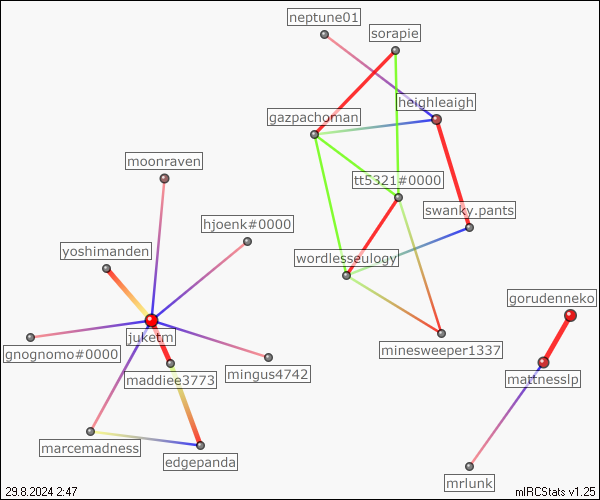 neptune01
sorapie
heighleaigh
gazpachoman
moonraven
tt5321#0000
swanky.pants
hjoenk#0000
yoshimanden
wordlesseulogy
gorudenneko
juketm
minesweeper1337
gnognomo#0000
mingus4742
maddiee3773
mattnesslp
marcemadness
edgepanda
mrlunk
29.8.2024 2:47
mIRCStats v1.25